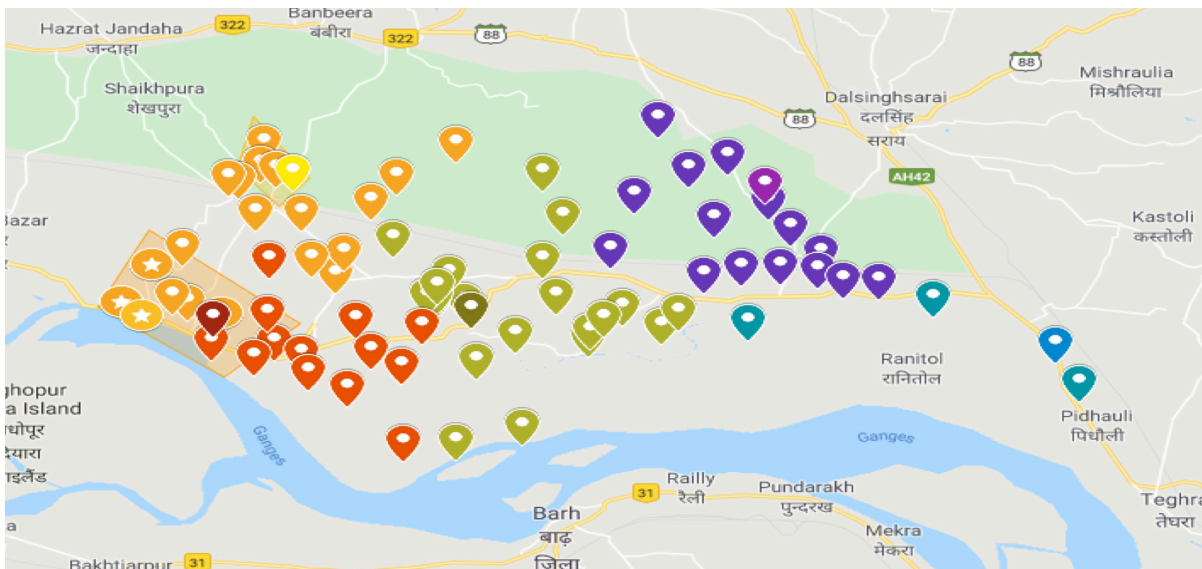 Banbeera
बंबीरा
Hazrat Jandaha
जन्दाहा
322
322
88
88
Mishraulia
मिश्रौलिया
Shaikhpura
शेखपुरा
Dalsinghsarai
दलसिंह
सराय
88
AH42
Bazar
Kastoli
कस्तोली
Ranitol
रानितोल
ghopur
a Island
धोपूर
दियारा
इलैंड
Ganges
Ganges
Pidhauli
पिधौली
Railly
रैली
31
Pundarakh
पुन्दरख
Teghra
तेघरा
Barh
बाढ़
जिला
Mekra
मेकरा
31
Bakhtiarpur